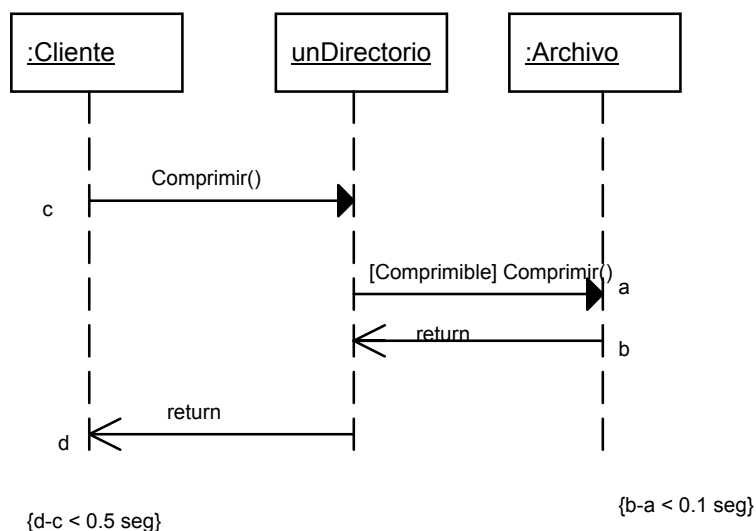 :Cliente
unDirectorio
:Archivo
Comprimir()
c
[Comprimible] Comprimir()
a
return
b
return
d
{b-a < 0.1 seg}
{d-c < 0.5 seg}